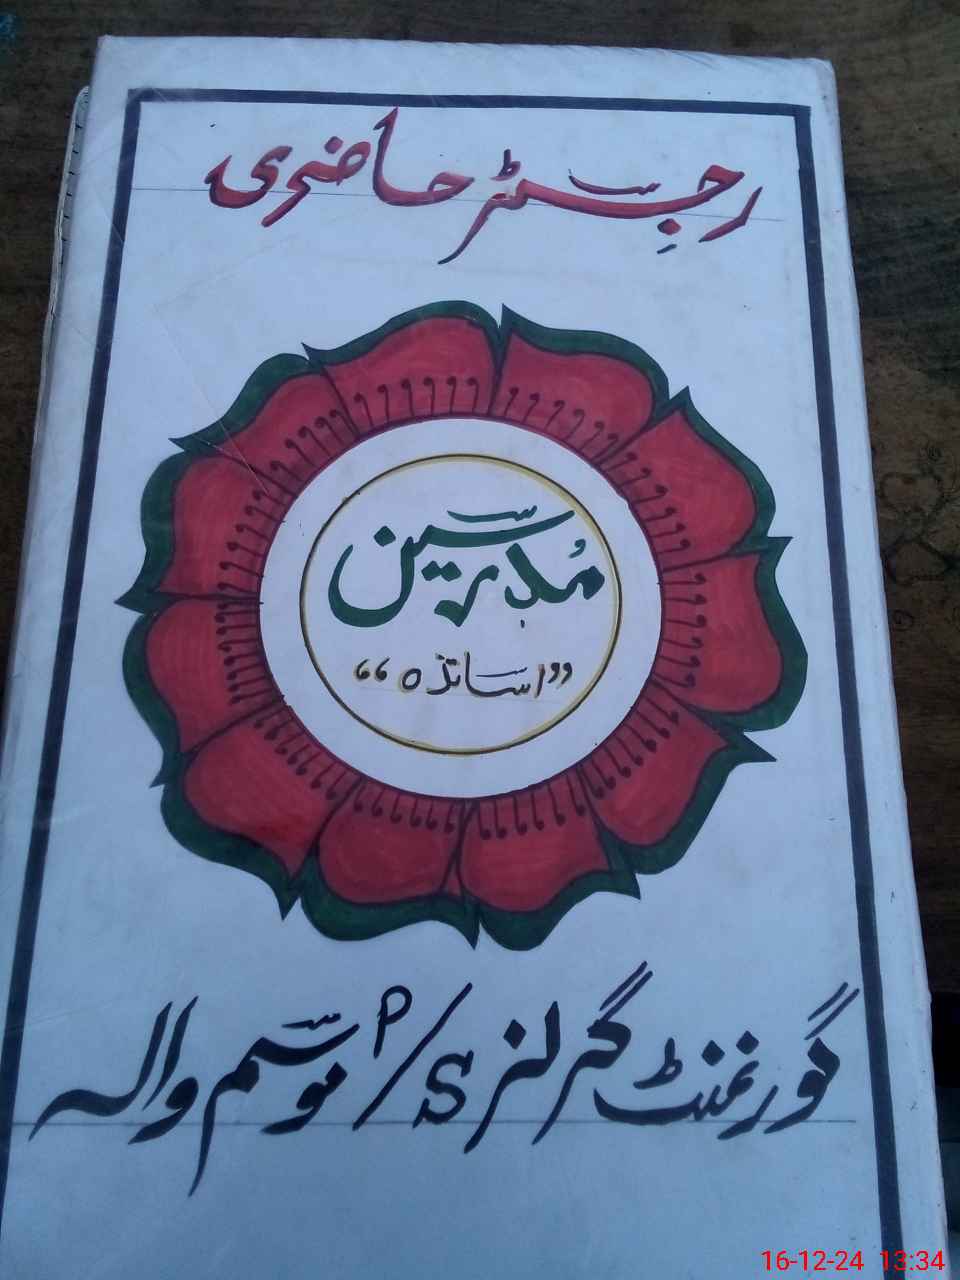 رجسٹر حاضری
مدرسین
"اساتذہ"
گورنمنٹ گرلز P/S موسم والہ
16-12-24 13:34